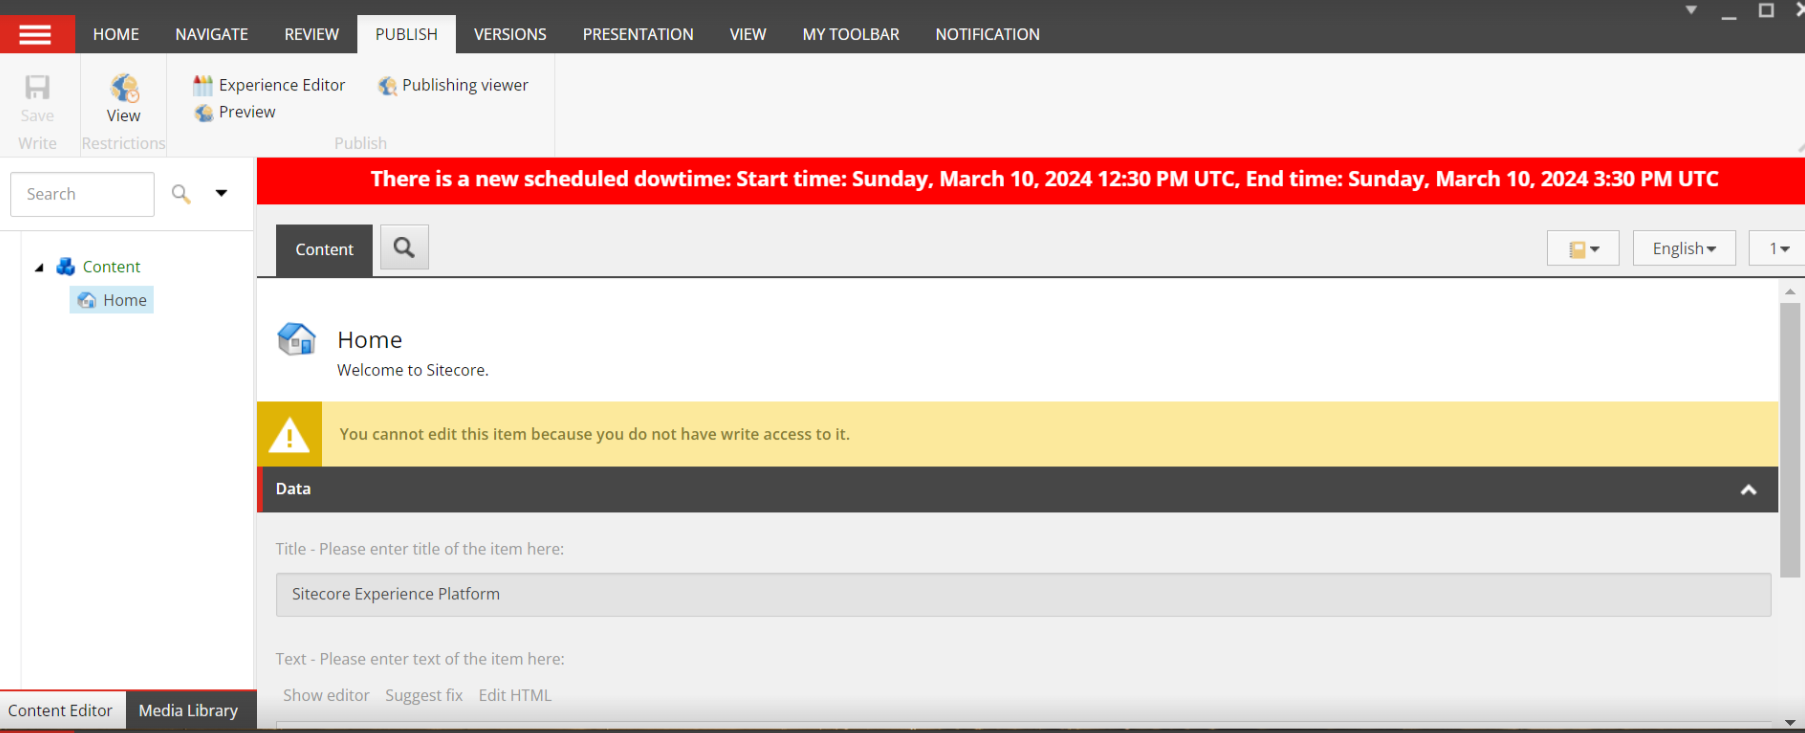 HOME NAVIGATE REVIEW PUBLISH VERSIONS PRESENTATION VIEW MY TOOLBAR NOTIFICATION
Save
Write
View
Restrictions
Experience Editor Publishing viewer
Preview
Publish
Search
There is a new scheduled dowtime: Start time: Sunday, March 10, 2024 12:30 PM UTC, End time: Sunday, March 10, 2024 3:30 PM UTC
Content
English
1
Content
Home
Home
Welcome to Sitecore.
You cannot edit this item because you do not have write access to it.
Data
Title - Please enter title of the item here:
Sitecore Experience Platform
Text - Please enter text of the item here:
Show editor Suggest fix Edit HTML
Content Editor Media Library